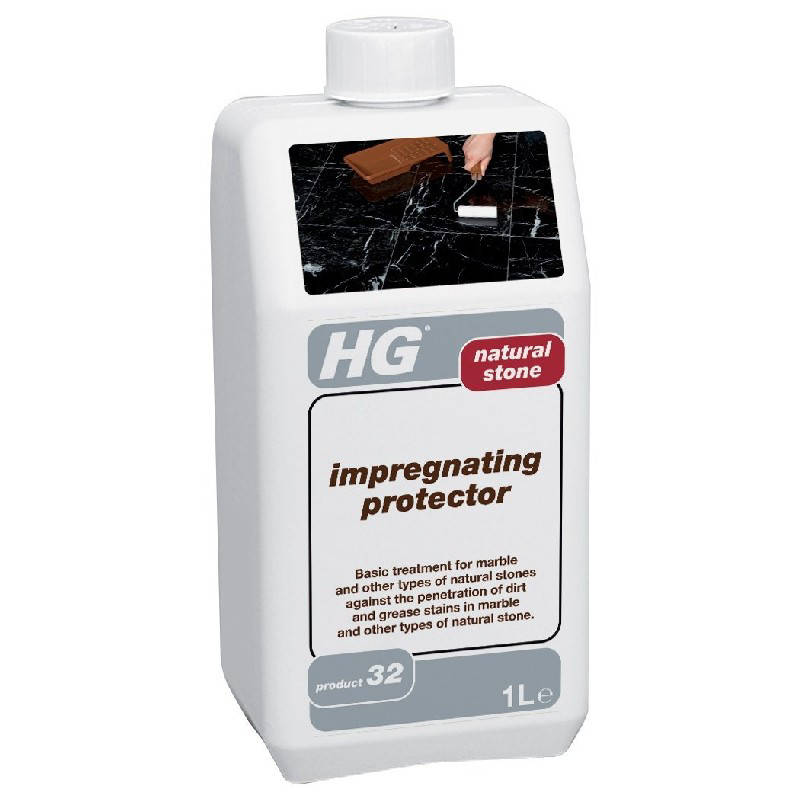 HG®
natural
stone
impregnating
protector
Basic treatment for marble
and other types of natural stones
against the penetration of dirt
and grease stains in marble
and other types of natural stone.
product 32
1L℮